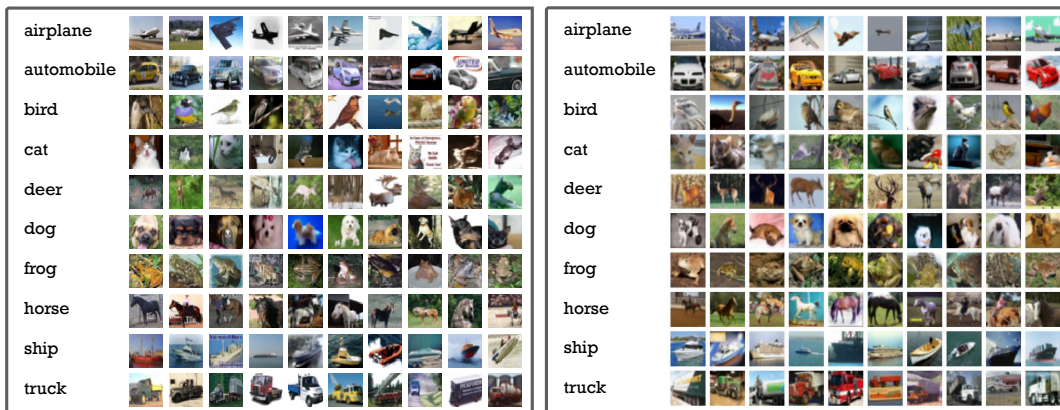 airplane
automobile
bird
cat
deer
dog
frog
horse
ship
truck
UNITED
airplane
automobile
bird
cat
deer
dog
frog
horse
ship
truck